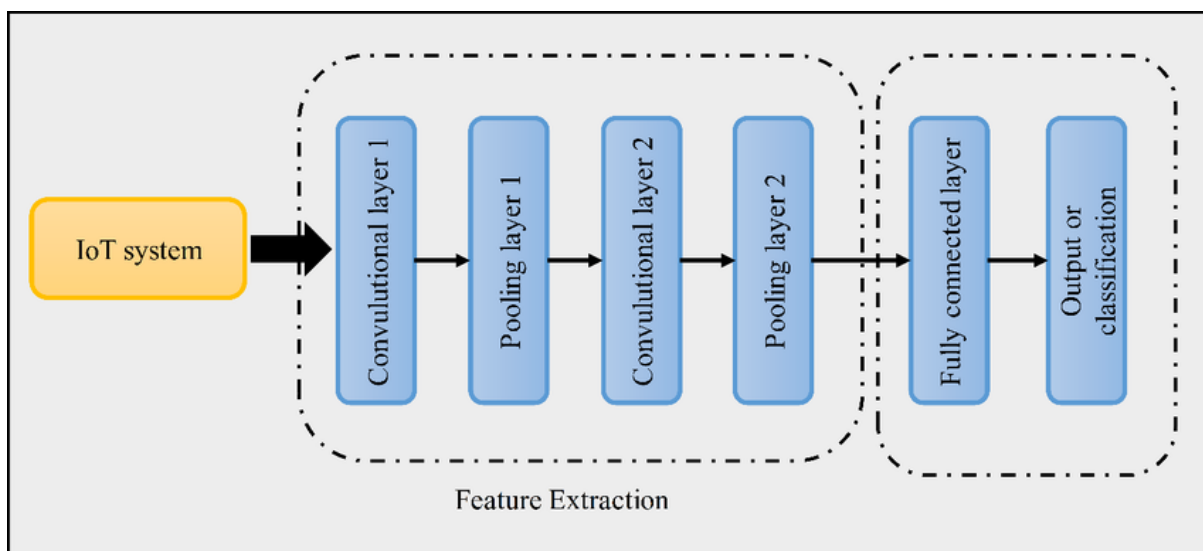 IoT system
Convulutional layer 1
Pooling layer 1
Convulutional layer 2
Pooling layer 2
Fully connected layer
Output or
classification
Feature Extraction